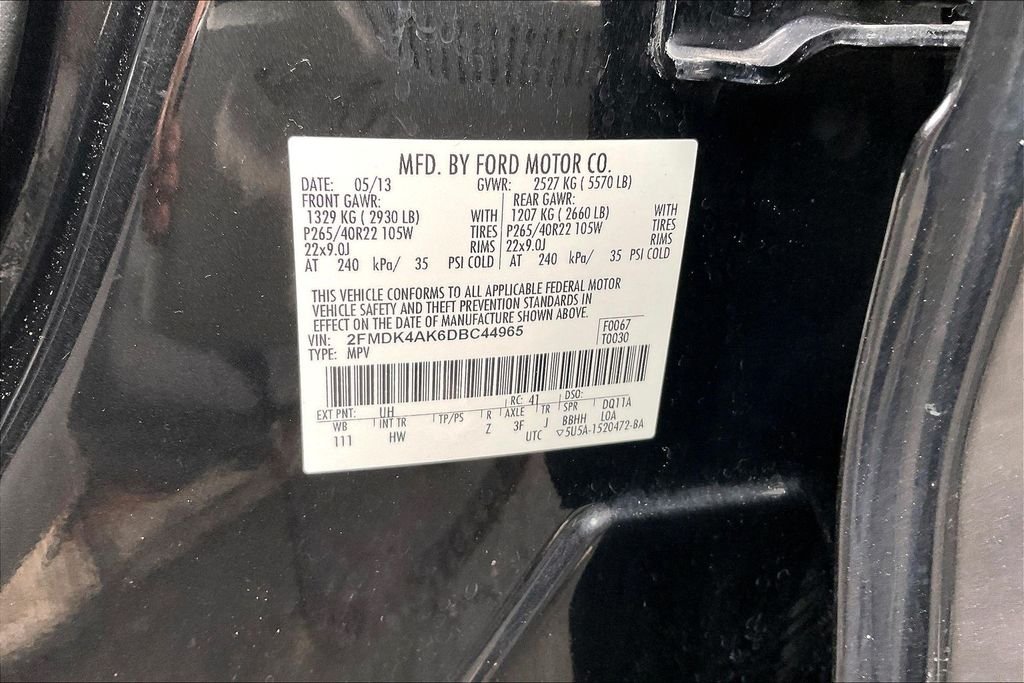 MFD. BY FORD MOTOR CO.
DATE: 05/13 GVWR: 2527 KG ( 5570 LB)
FRONT GAWR: REAR GAWR:
1329 KG ( 2930 LB) WITH 1207 KG ( 2660 LB) WITH
P265/40R22 105W TIRES P265/40R22 105W TIRES
22x9.0J RIMS 22x9.0J RIMS
AT 240 kPa/ 35 PSI COLD AT 240 kPa/ 35 PSI COLD
THIS VEHICLE CONFORMS TO ALL APPLICABLE FEDERAL MOTOR
VEHICLE SAFETY AND THEFT PREVENTION STANDARDS IN
EFFECT ON THE DATE OF MANUFACTURE SHOWN ABOVE.
VIN: 2FMDK4AK6DBC44965 F0067
TYPE: MPV T0030
EXT PNT: UH RC: 41 DSO:
WB INT TR TP/PS R AXLE TR SPR DQ11A
111 HW Z 3F J BBHH LOA
UTC ▽5U5A-1520472-BA